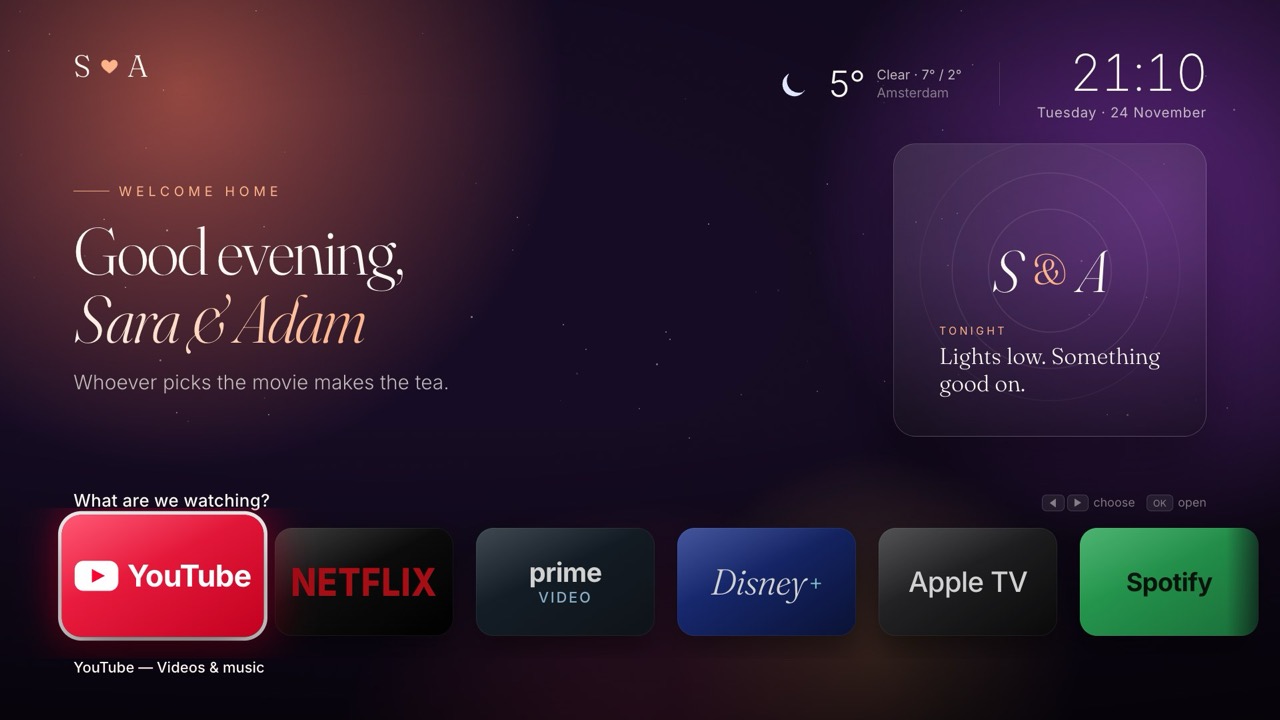 S ♥ A
5° Clear · 7° / 2°
Amsterdam
21:10
Tuesday · 24 November
WELCOME HOME
Good evening,
Sara & Adam
Whoever picks the movie makes the tea.
S & A
TONIGHT
Lights low. Something
good on.
What are we watching?
◀ ▶ choose OK open
YouTube
NETFLIX
prime
VIDEO
Disney+
Apple TV
Spotify
YouTube — Videos & music